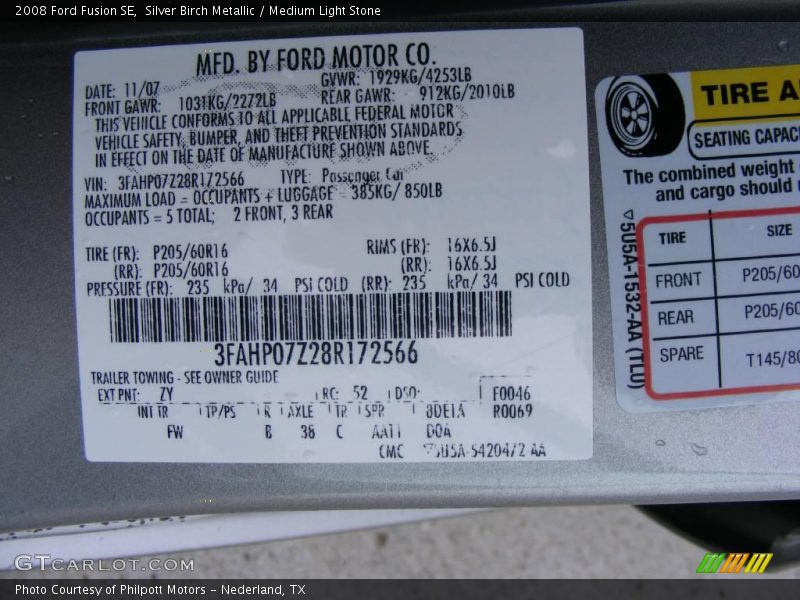 2008 Ford Fusion SE,  Silver Birch Metallic / Medium Light Stone
MFD. BY FORD MOTOR CO.
DATE: 11/07 GVWR: 1929KG/4253LB
FRONT GAWR: 1031KG/2272LB REAR GAWR: 912KG/2010LB
THIS VEHICLE CONFORMS TO ALL APPLICABLE FEDERAL MOTOR
VEHICLE SAFETY, BUMPER, AND THEFT PREVENTION STANDARDS
IN EFFECT ON THE DATE OF MANUFACTURE SHOWN ABOVE.
VIN: 3FAHP07Z28R172566 TYPE: Passenger Car
MAXIMUM LOAD = OCCUPANTS + LUGGAGE = 385KG/ 850LB
OCCUPANTS = 5 TOTAL; 2 FRONT, 3 REAR
TIRE (FR): P205/60R16 RIMS (FR): 16X6.5J
(RR): P205/60R16 (RR): 16X6.5J
PRESSURE (FR): 235 kPa/ 34 PSI COLD (RR): 235 kPa/ 34 PSI COLD
3FAHP07Z28R172566
TRAILER TOWING - SEE OWNER GUIDE
EXT PNT: ZY RC: 52 DSO: F0046
INT TR TP/PS R AXLE TR SPR 8DE1A R0069
FW B 38 C AA11 DOA
CMC 5U5A-5420472-AA
TIRE A
SEATING CAPAC
The combined weight
and cargo should
TIRE SIZE
FRONT P205/60
REAR P205/60
SPARE T145/80
5U5A-1532-AA (TL0)
GTCARLOT.COM
Photo Courtesy of Philpott Motors - Nederland, TX